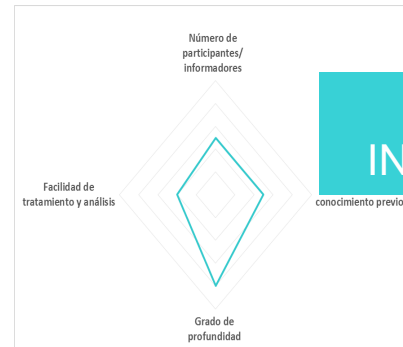 Número de
participantes/
informadores
IN
Facilidad de
tratamiento y análisis
conocimiento previo
Grado de
profundidad